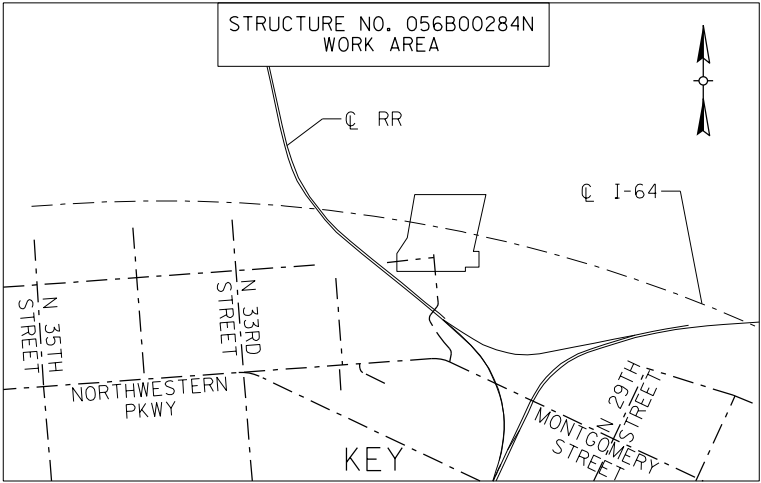 STRUCTURE NO. 056B00284N
WORK AREA
℄ RR
℄ I-64
N 35TH
STREET
N 33RD
STREET
NORTHWESTERN
PKWY
N 29TH
STREET
MONTGOMERY
STREET
KEY